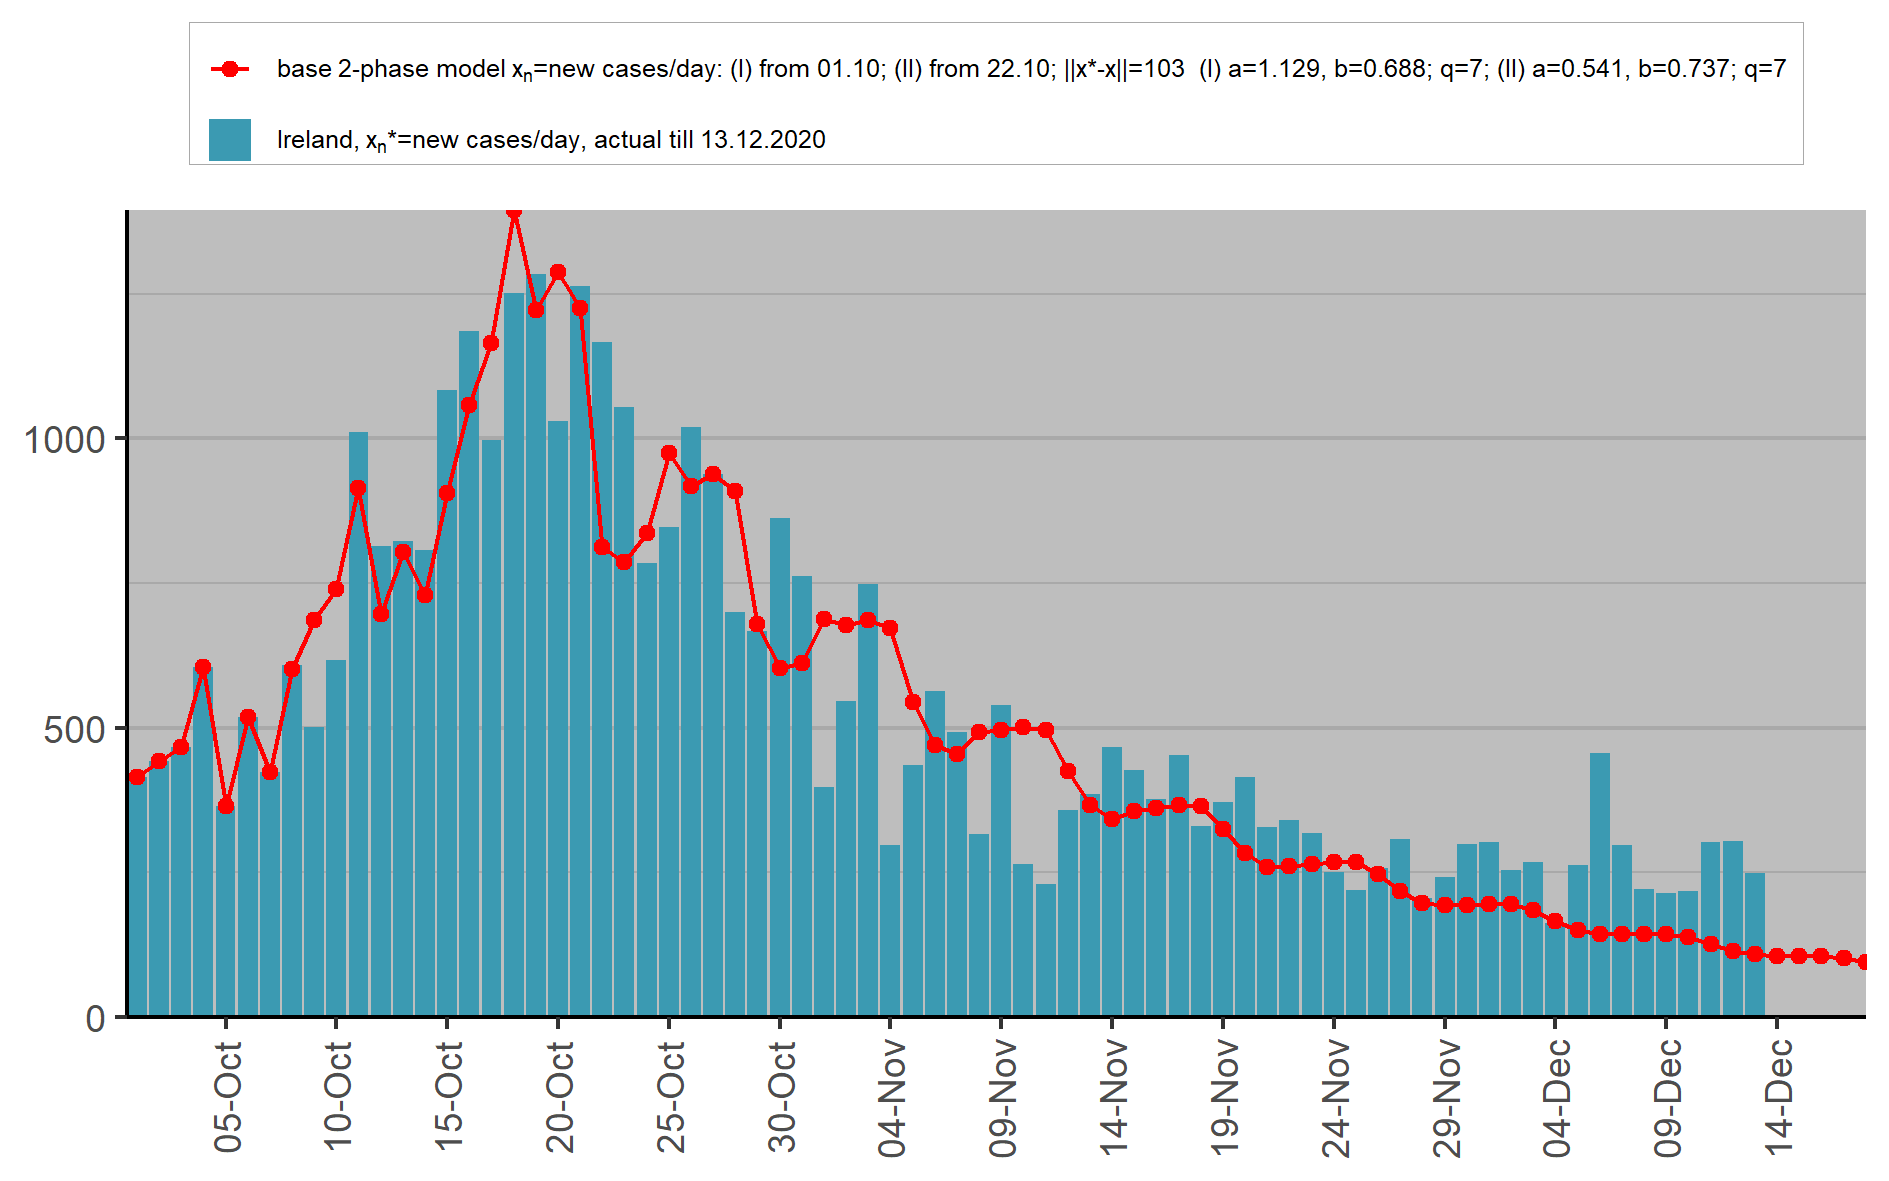 base 2-phase model xn=new cases/day: (I) from 01.10; (II) from 22.10; ||x*-x||=103  (I) a=1.129, b=0.688; q=7; (II) a=0.541, b=0.737; q=7
Ireland, xn*=new cases/day, actual till 13.12.2020
1000
500
0
05-Oct
10-Oct
15-Oct
20-Oct
25-Oct
30-Oct
04-Nov
09-Nov
14-Nov
19-Nov
24-Nov
29-Nov
04-Dec
09-Dec
14-Dec